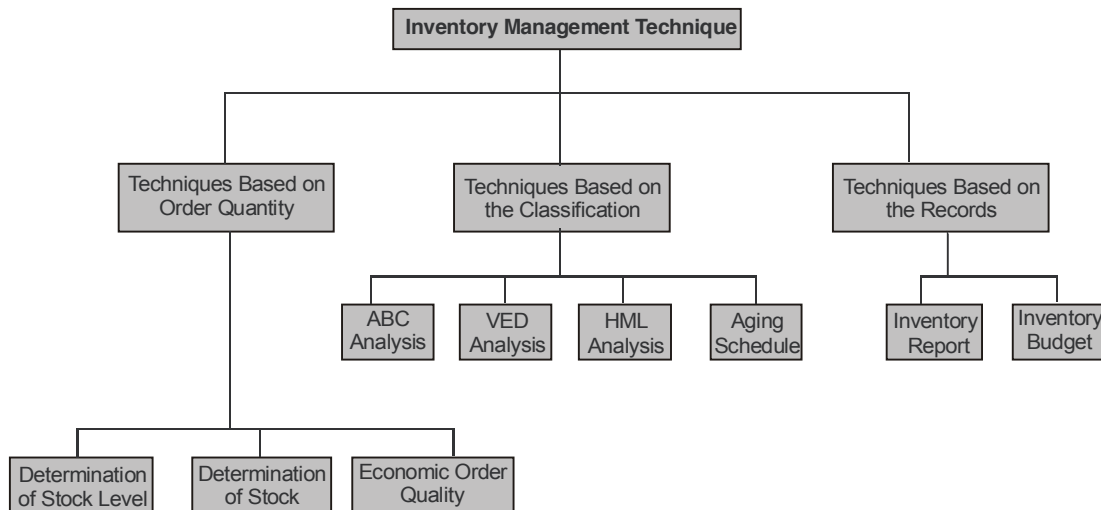 Inventory Management Technique
Techniques Based on
Order Quantity
Techniques Based on
the Classification
Techniques Based on
the Records
ABC
Analysis
VED
Analysis
HML
Analysis
Aging
Schedule
Inventory
Report
Inventory
Budget
Determination
of Stock Level
Determination
of Stock
Economic Order
Quality